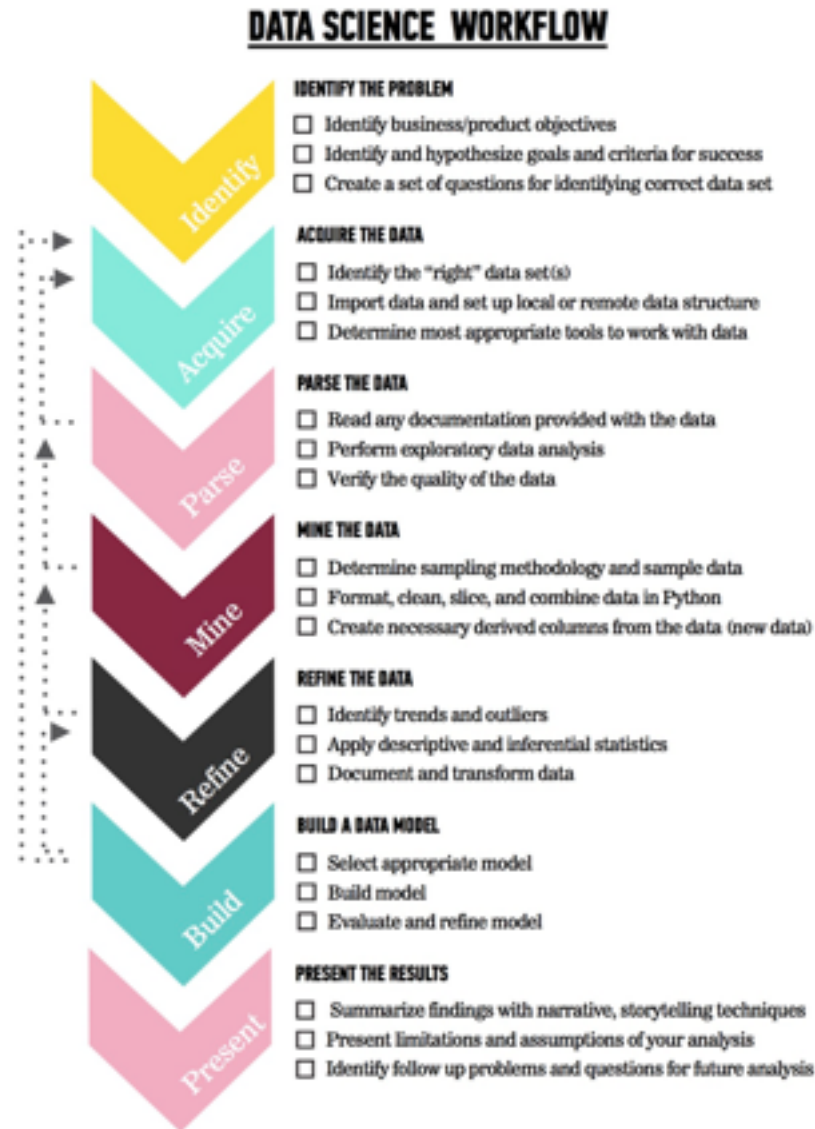 DATA SCIENCE WORKFLOW
Identify
IDENTIFY THE PROBLEM
Identify business/product objectives
Identify and hypothesize goals and criteria for success
Create a set of questions for identifying correct data set
Acquire
ACQUIRE THE DATA
Identify the “right” data set(s)
Import data and set up local or remote data structure
Determine most appropriate tools to work with data
Parse
PARSE THE DATA
Read any documentation provided with the data
Perform exploratory data analysis
Verify the quality of the data
Mine
MINE THE DATA
Determine sampling methodology and sample data
Format, clean, slice, and combine data in Python
Create necessary derived columns from the data (new data)
Refine
REFINE THE DATA
Identify trends and outliers
Apply descriptive and inferential statistics
Document and transform data
Build
BUILD A DATA MODEL
Select appropriate model
Build model
Evaluate and refine model
Present
PRESENT THE RESULTS
Summarize findings with narrative, storytelling techniques
Present limitations and assumptions of your analysis
Identify follow up problems and questions for future analysis